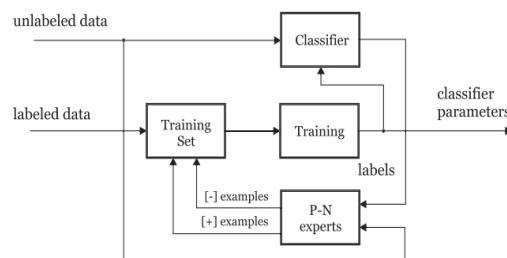 unlabeled data
Classifier
classifier
parameters
labeled data
Training
Set
Training
labels
[-] examples
[+] examples
P-N
experts